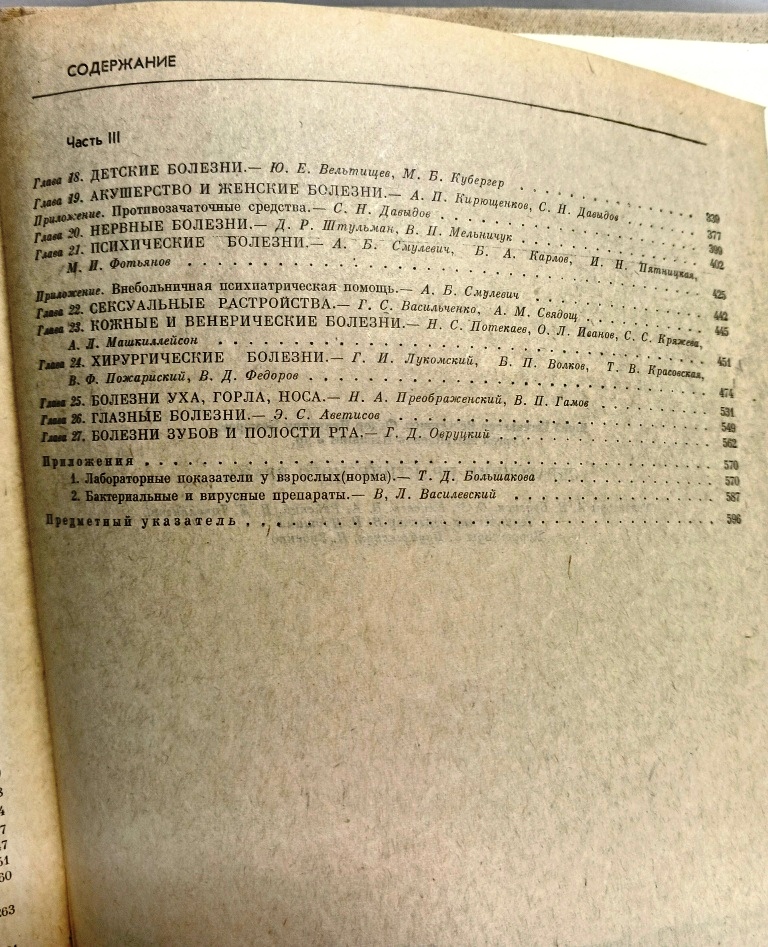 СОДЕРЖАНИЕ
Часть III
Глава 18. ДЕТСКИЕ БОЛЕЗНИ.— Ю. Е. Вельтищев, М. Б. Кубергер . . . 339
Глава 19. АКУШЕРСТВО И ЖЕНСКИЕ БОЛЕЗНИ.— А. П. Кирющенков, С. Н. Давыдов 377
Приложение. Противозачаточные средства.— С. Н. Давыдов . . . 399
Глава 20. НЕРВНЫЕ БОЛЕЗНИ.— Д. Р. Штульман, В. П. Мельничук . . . 402
Глава 21. ПСИХИЧЕСКИЕ БОЛЕЗНИ.— А. Б. Смулевич, Б. А. Карлов, И. Н. Пятницкая,
М. И. Фотьянов . . . 425
Приложение. Внебольничная психиатрическая помощь.— А. Б. Смулевич . . . 442
Глава 22. СЕКСУАЛЬНЫЕ РАСТРОЙСТВА.— Г. С. Васильченко, А. М. Свядощ . . . 445
Глава 23. КОЖНЫЕ И ВЕНЕРИЧЕСКИЕ БОЛЕЗНИ.— Н. С. Потекаев, О. Л. Иванов, С. С. Кряжева,
А. Л. Машкиллейсон . . . 451
Глава 24. ХИРУРГИЧЕСКИЕ БОЛЕЗНИ.— Г. И. Лукомский, Б. П. Волков, Т. В. Красовская,
В. Ф. Пожариский, В. Д. Федоров . . . 474
Глава 25. БОЛЕЗНИ УХА, ГОРЛА, НОСА.— Н. А. Преображенский, В. П. Гамов . . . 531
Глава 26. ГЛАЗНЫЕ БОЛЕЗНИ.— Э. С. Аветисов . . . 549
Глава 27. БОЛЕЗНИ ЗУБОВ И ПОЛОСТИ РТА.— Г. Д. Овруцкий . . . 562
Приложения . . . 570
1. Лабораторные показатели у взрослых(норма).— Т. Д. Большакова . . . 570
2. Бактериальные и вирусные препараты.— В, Л. Василевский . . . 587
Предметный указатель . . . 596
47
60
263